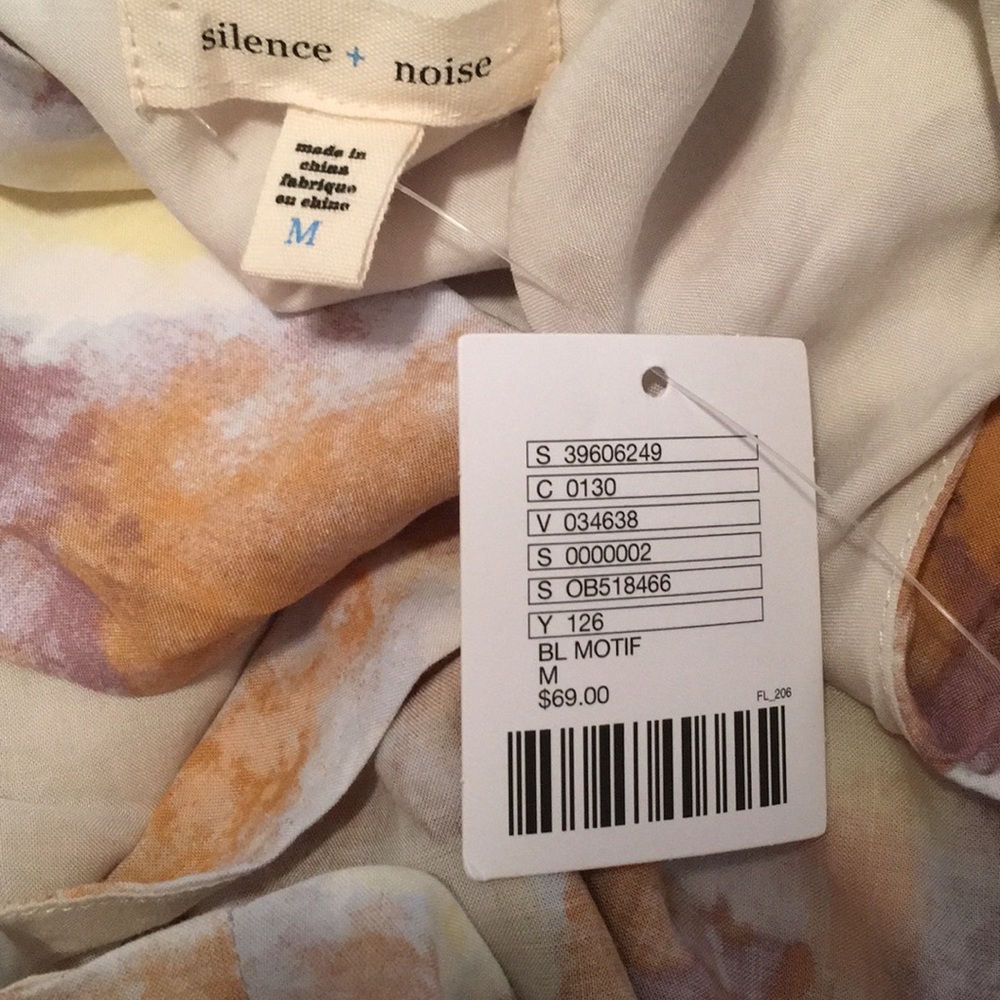 silence + noise
made in
china
fabriqué
en chine
M
S 39606249
C 0130
V 034638
S 0000002
S OB518466
Y 126
BL MOTIF
M
$69.00
FL_206